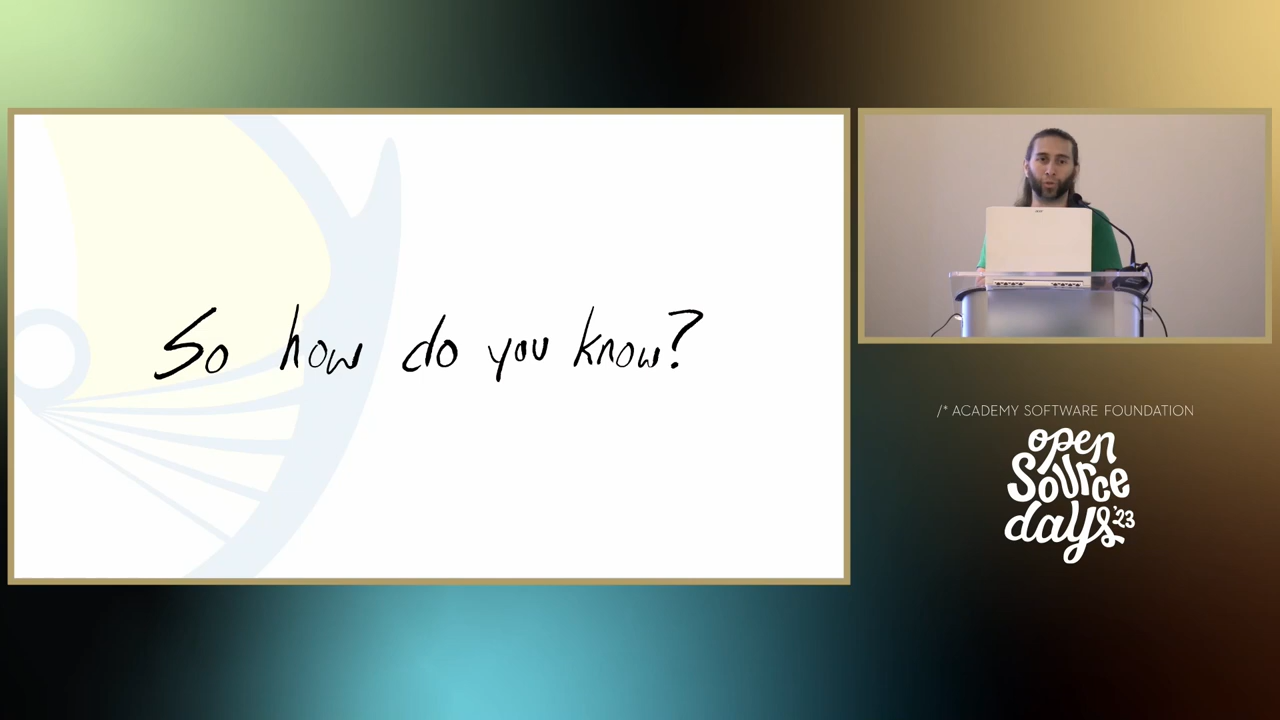 So how do you know?
/* ACADEMY SOFTWARE FOUNDATION
open
Source
days '23